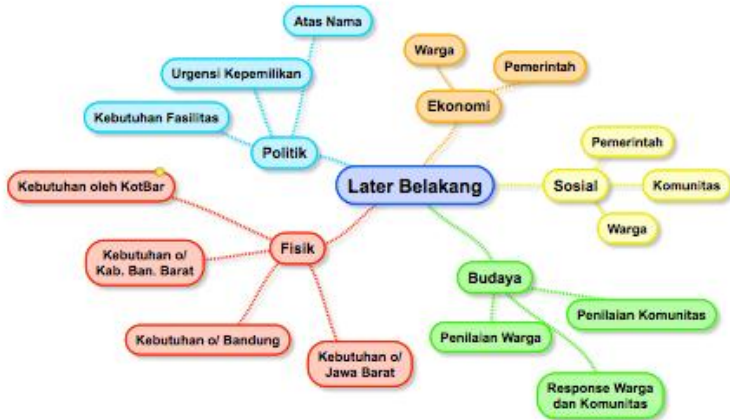 Atas Nama
Urgensi Kepemilikan
Kebutuhan Fasilitas
Politik
Warga
Pemerintah
Ekonomi
Later Belakang
Pemerintah
Sosial
Komunitas
Warga
Kebutuhan oleh KotBar
Fisik
Kebutuhan o/
Kab. Ban. Barat
Kebutuhan o/ Bandung
Kebutuhan o/
Jawa Barat
Budaya
Penilaian Komunitas
Penilaian Warga
Response Warga
dan Komunitas